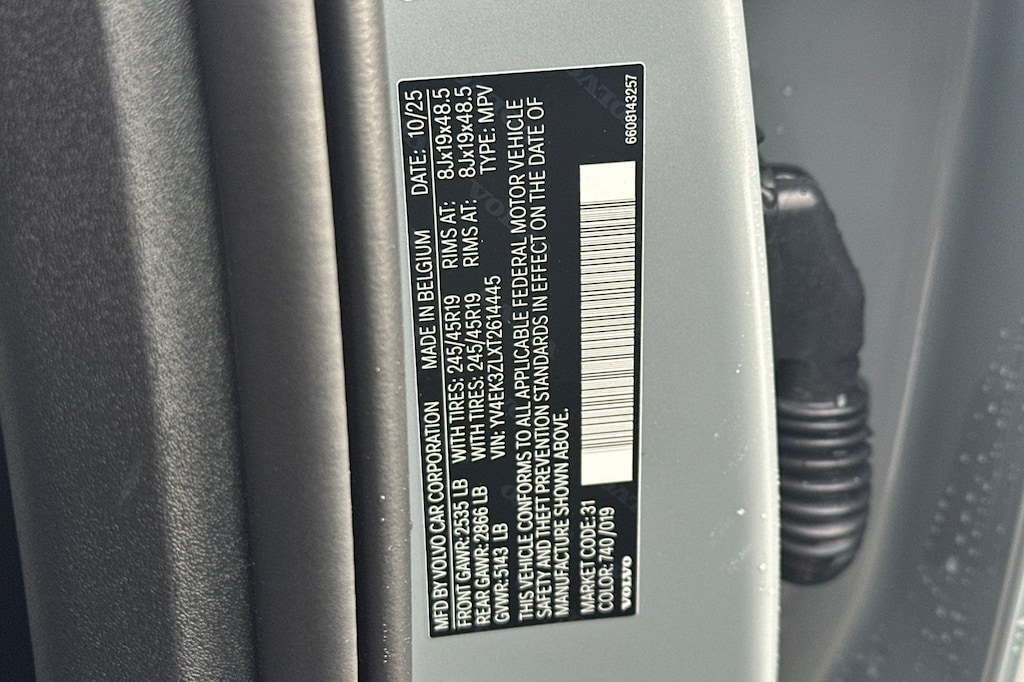 MFD BY VOLVO CAR CORPORATION MADE IN BELGIUM DATE: 10/25
FRONT GAWR: 2535 LB WITH TIRES: 245/45R19 RIMS AT: 8Jx19x48.5
REAR GAWR: 2866 LB WITH TIRES: 245/45R19 RIMS AT: 8Jx19x48.5
GVWR: 5143 LB VIN: YV4EK3ZLXT2614445 TYPE: MPV
THIS VEHICLE CONFORMS TO ALL APPLICABLE FEDERAL MOTOR VEHICLE
SAFETY AND THEFT PREVENTION STANDARDS IN EFFECT ON THE DATE OF
MANUFACTURE SHOWN ABOVE.
MARKET CODE: 31
COLOR: 740/019
VOLVO
6608143257